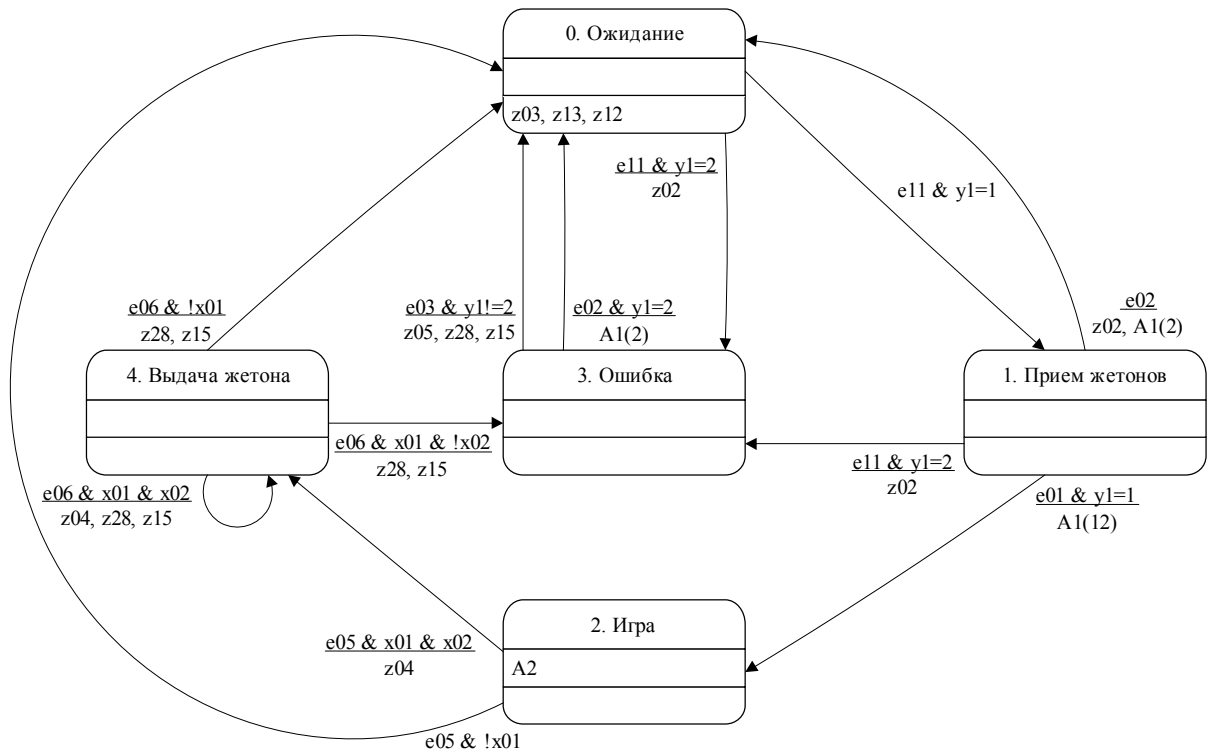 0. Ожидание
z03, z13, z12
e11 & y1=2
z02
e11 & y1=1
e06 & !x01
z28, z15
e03 & y1!=2
z05, z28, z15
e02 & y1=2
A1(2)
e02
z02, A1(2)
4. Выдача жетона
3. Ошибка
1. Прием жетонов
e06 & x01 & !x02
z28, z15
e11 & y1=2
z02
e06 & x01 & x02
z04, z28, z15
e01 & y1=1
A1(12)
2. Игра
e05 & x01 & x02
z04
A2
e05 & !x01